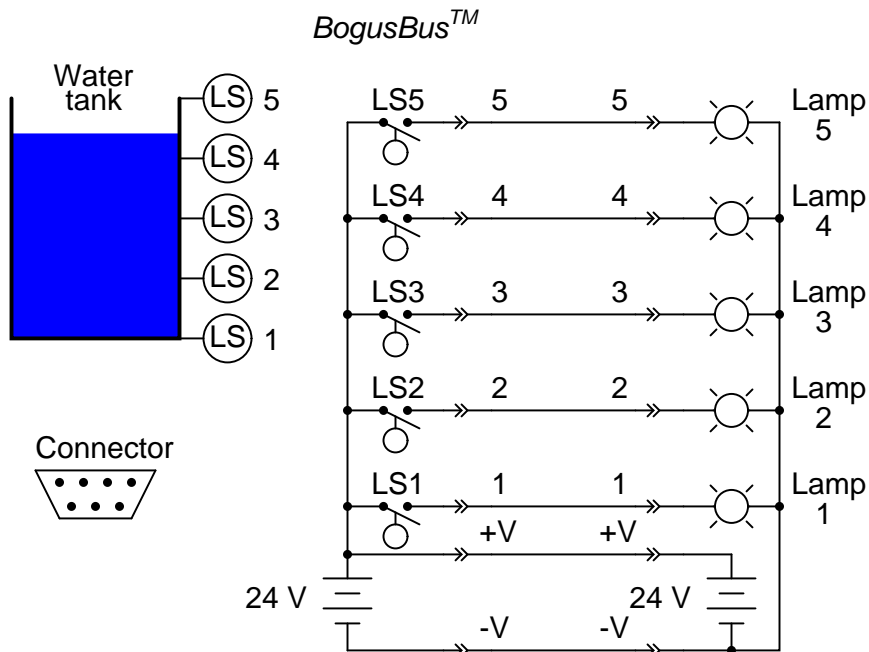 BogusBus™
Water
tank
LS 5
LS 4
LS 3
LS 2
LS 1
Connector
LS5 5 5 Lamp
5
LS4 4 4 Lamp
4
LS3 3 3 Lamp
3
LS2 2 2 Lamp
2
LS1 1 1 Lamp
1
+V +V
24 V 24 V
-V -V